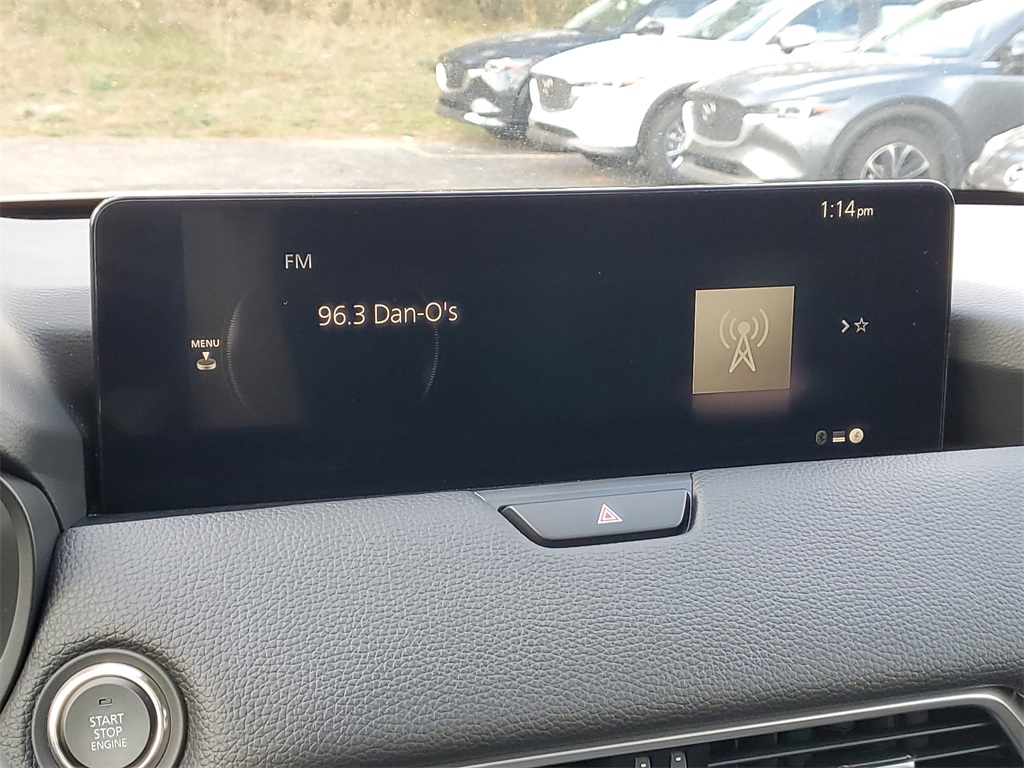 1:14pm
FM
96.3 Dan-O's
MENU
START
STOP
ENGINE